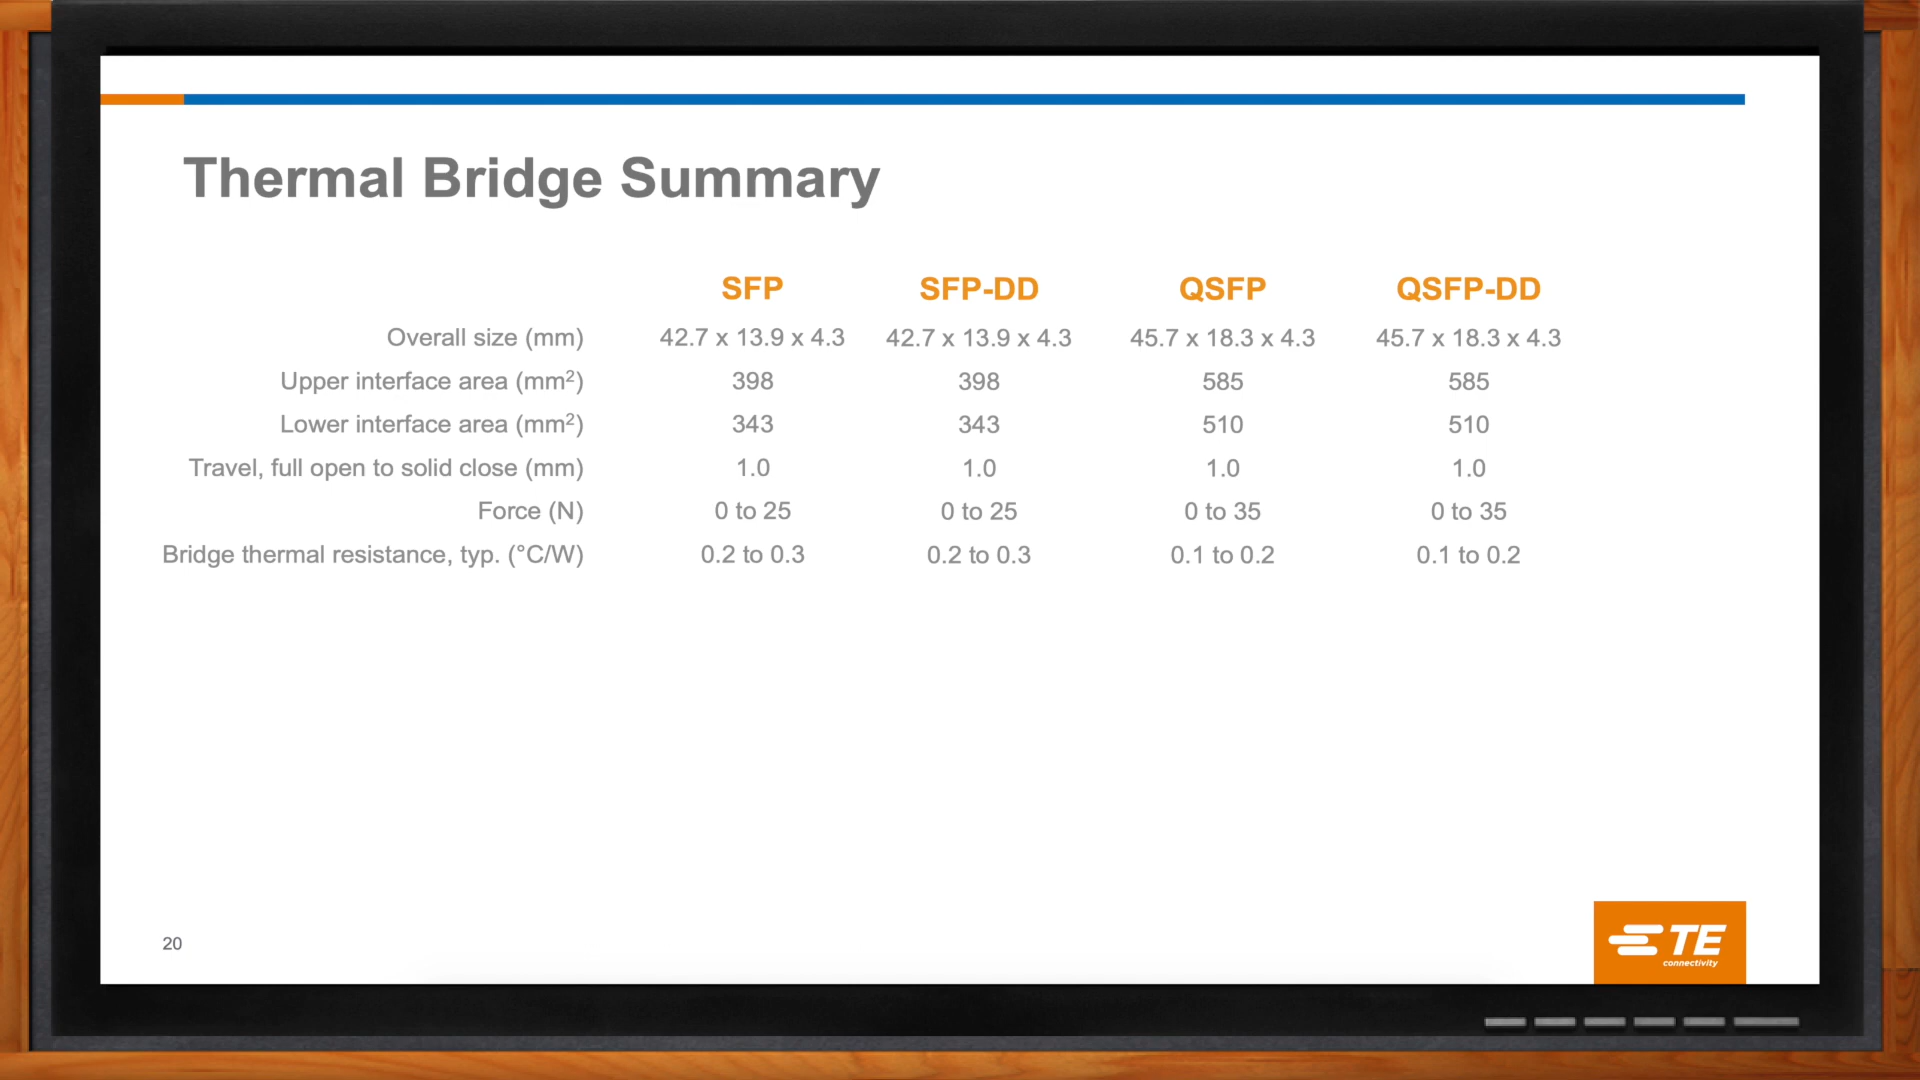 Thermal Bridge Summary
SFP SFP-DD QSFP QSFP-DD
Overall size (mm) 42.7 x 13.9 x 4.3 42.7 x 13.9 x 4.3 45.7 x 18.3 x 4.3 45.7 x 18.3 x 4.3
Upper interface area (mm²) 398 398 585 585
Lower interface area (mm²) 343 343 510 510
Travel, full open to solid close (mm) 1.0 1.0 1.0 1.0
Force (N) 0 to 25 0 to 25 0 to 35 0 to 35
Bridge thermal resistance, typ. (°C/W) 0.2 to 0.3 0.2 to 0.3 0.1 to 0.2 0.1 to 0.2
20
TE
connectivity